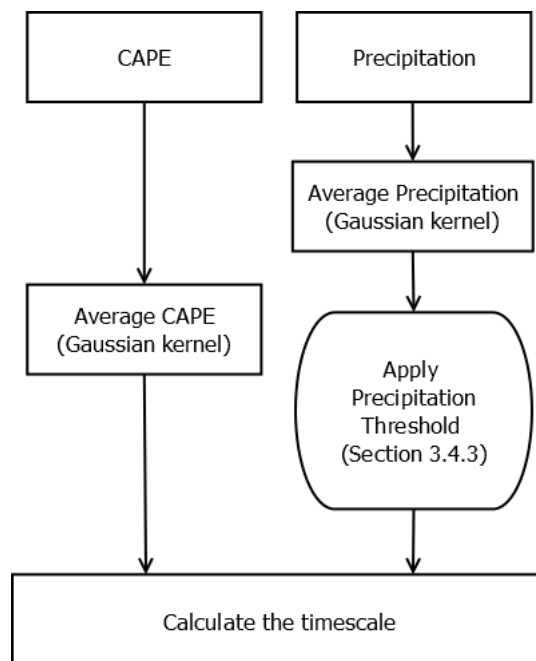 CAPE
Precipitation
Average Precipitation
(Gaussian kernel)
Average CAPE
(Gaussian kernel)
Apply
Precipitation
Threshold
(Section 3.4.3)
Calculate the timescale